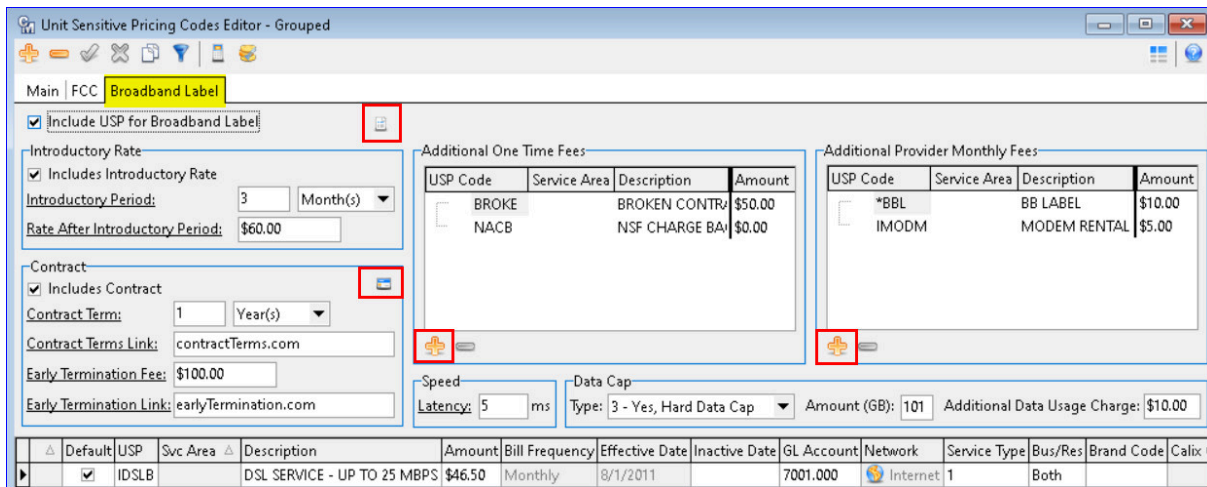 Unit Sensitive Pricing Codes Editor - Grouped
Main FCC Broadband Label
Include USP for Broadband Label
Introductory Rate
Includes Introductory Rate
Introductory Period: 3 Month(s)
Rate After Introductory Period: $60.00
Contract
Includes Contract
Contract Term: 1 Year(s)
Contract Terms Link: contractTerms.com
Early Termination Fee: $100.00
Early Termination Link: earlyTermination.com
Additional One Time Fees
USP Code Service Area Description Amount
BROKE BROKEN CONTRA $50.00
NACB NSF CHARGE BA $0.00
Additional Provider Monthly Fees
USP Code Service Area Description Amount
*BBL BB LABEL $10.00
IMODM MODEM RENTAL $5.00
Speed
Latency: 5 ms
Data Cap
Type: 3 - Yes, Hard Data Cap Amount (GB): 101 Additional Data Usage Charge: $10.00
Default USP Svc Area Description Amount Bill Frequency Effective Date Inactive Date GL Account Network Service Type Bus/Res Brand Code Calix
IDSLB DSL SERVICE - UP TO 25 MBPS $46.50 Monthly 8/1/2011 7001.000 Internet 1 Both